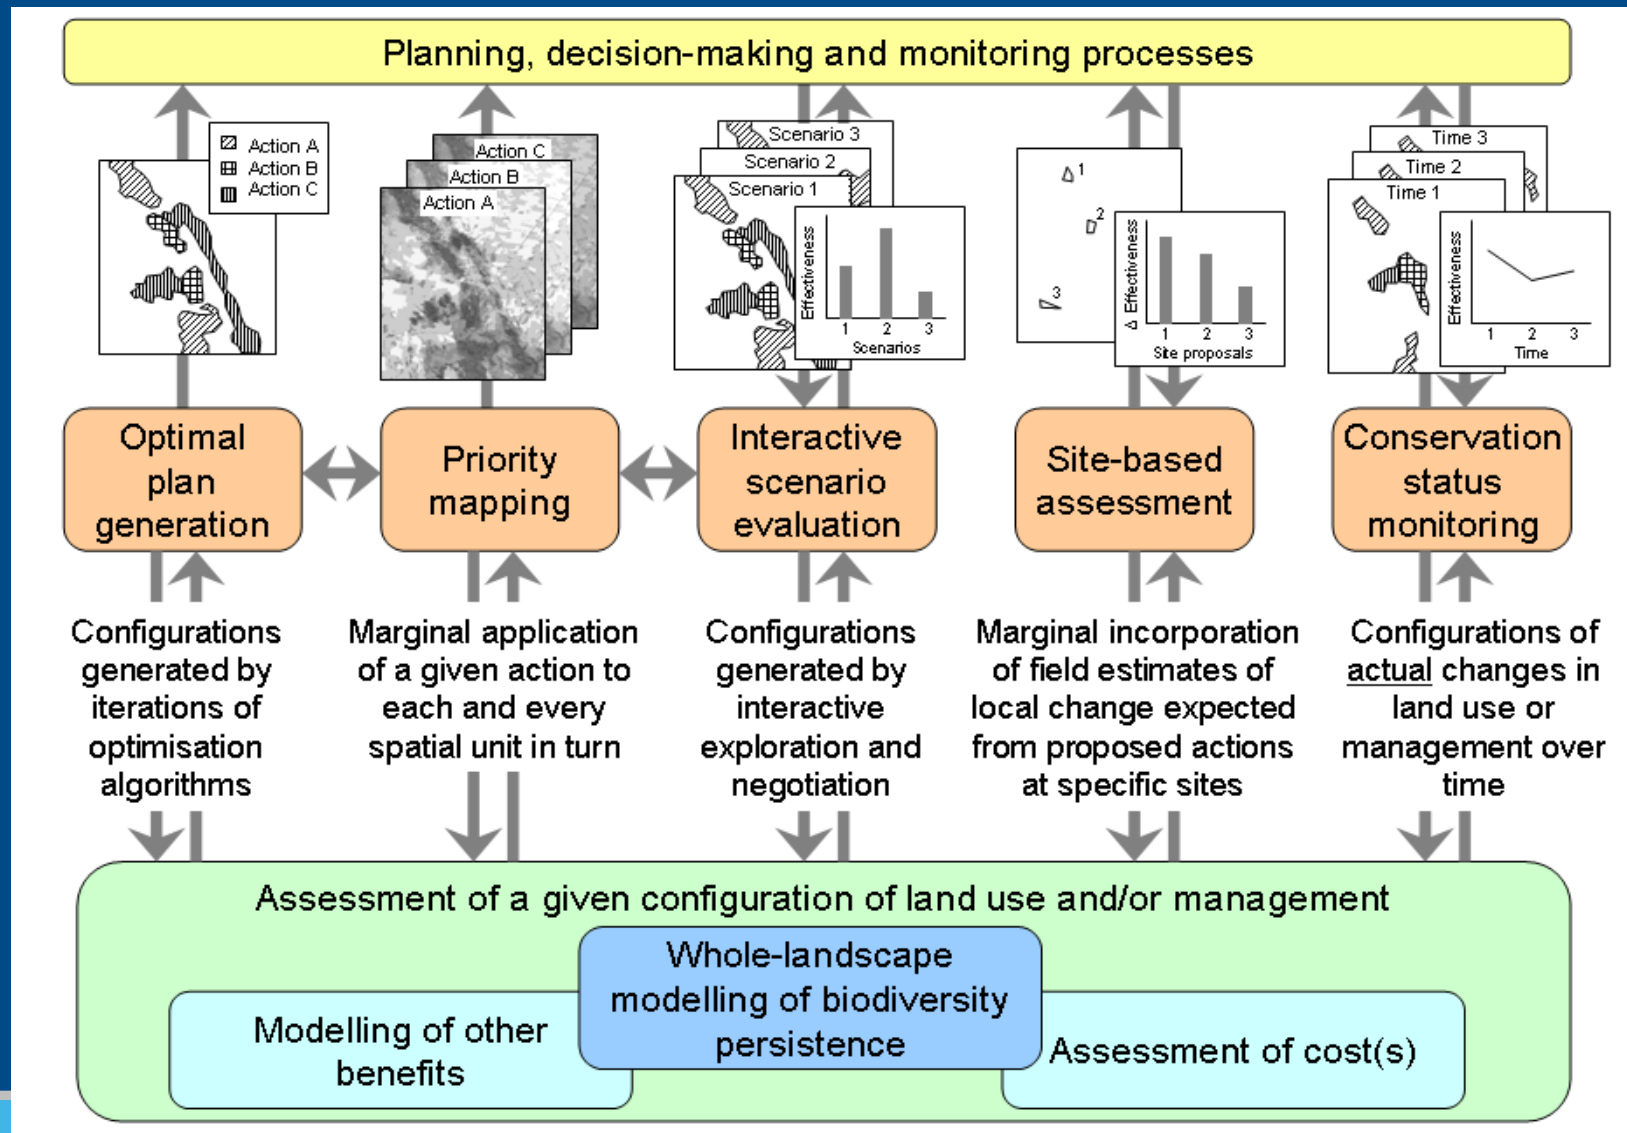 Planning, decision-making and monitoring processes
Action A
Action B
Action C
Action C
Action B
Action A
Scenario 3
Scenario 2
Scenario 1
Effectiveness
1 2 3
Scenarios
1
2
3
Δ Effectiveness
1 2 3
Site proposals
Time 3
Time 2
Time 1
Effectiveness
1 2 3
Time
Optimal
plan
generation
Priority
mapping
Interactive
scenario
evaluation
Site-based
assessment
Conservation
status
monitoring
Configurations
generated by
iterations of
optimisation
algorithms
Marginal application
of a given action to
each and every
spatial unit in turn
Configurations
generated by
interactive
exploration and
negotiation
Marginal incorporation
of field estimates of
local change expected
from proposed actions
at specific sites
Configurations of
actual changes in
land use or
management over
time
Assessment of a given configuration of land use and/or management
Whole-landscape
modelling of biodiversity
persistence
Modelling of other
benefits
Assessment of cost(s)